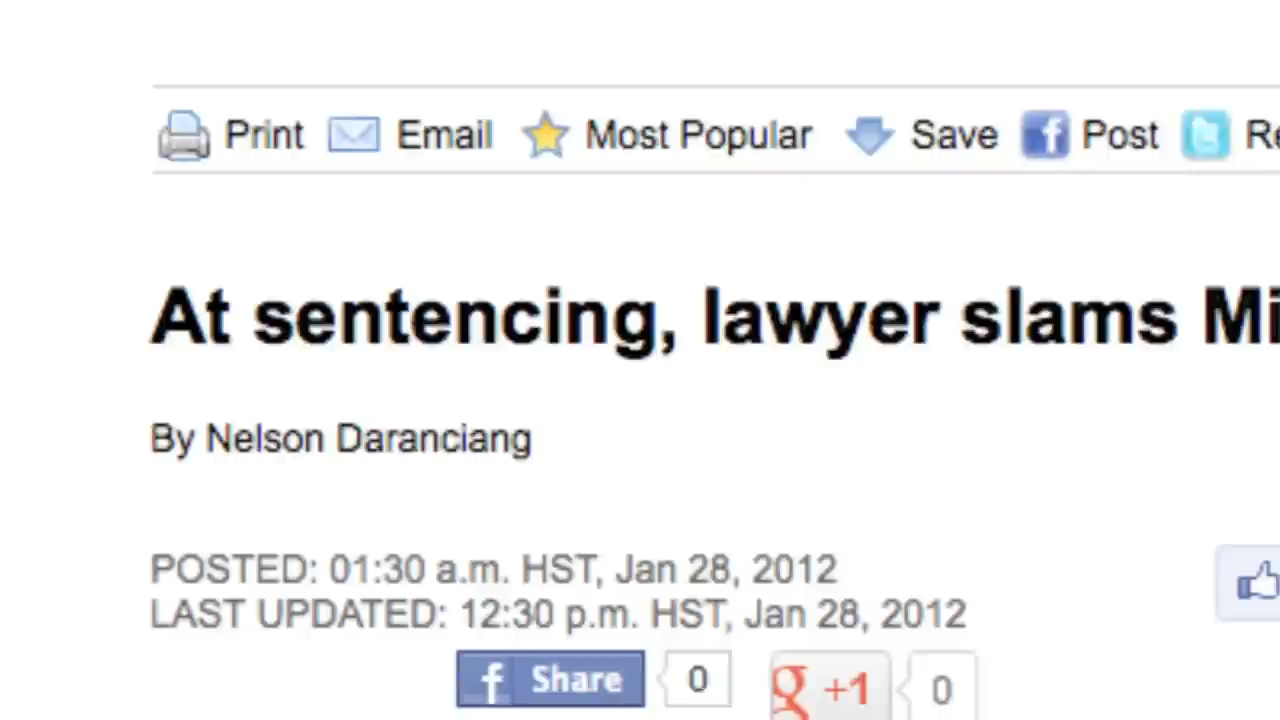 Print Email Most Popular Save Post
At sentencing, lawyer slams
By Nelson Daranciang
POSTED: 01:30 a.m. HST, Jan 28, 2012
LAST UPDATED: 12:30 p.m. HST, Jan 28, 2012
f Share 0 g +1 0